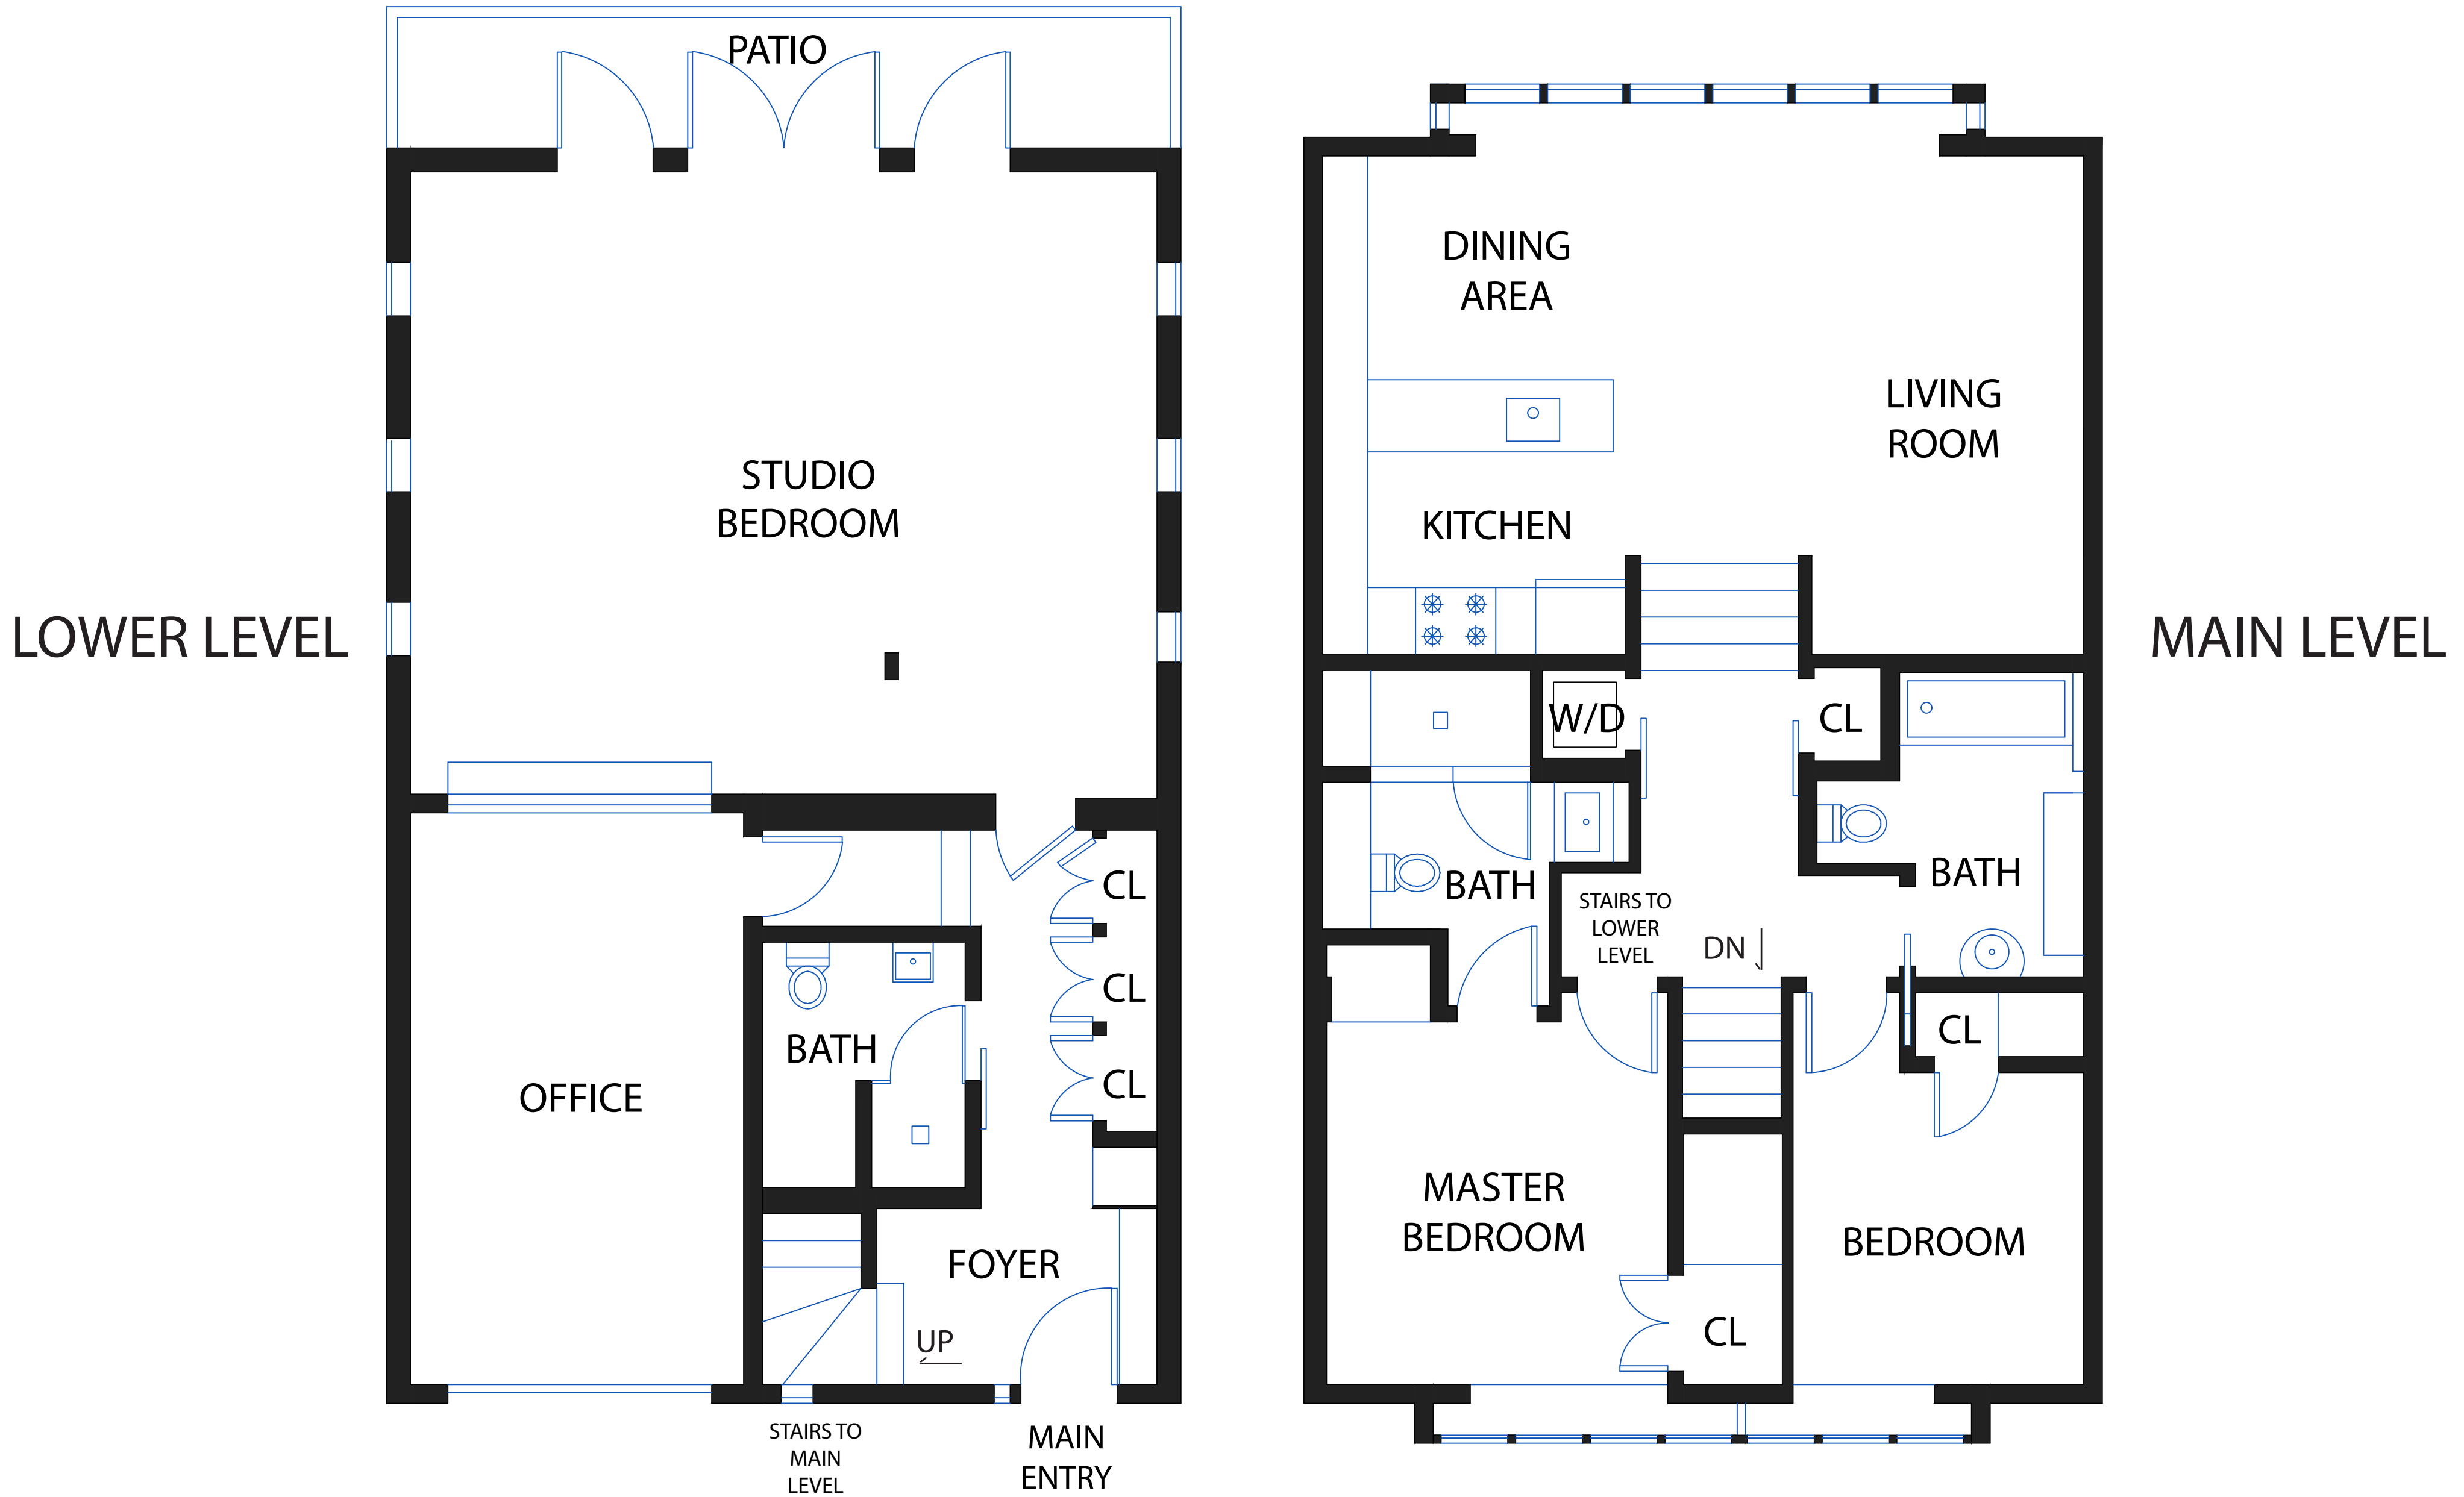 LOWER LEVEL
PATIO
STUDIO
BEDROOM
OFFICE
BATH
CL
CL
CL
FOYER
UP
STAIRS TO
MAIN
LEVEL
MAIN
ENTRY
MAIN LEVEL
DINING
AREA
LIVING
ROOM
KITCHEN
W/D
CL
BATH
BATH
STAIRS TO
LOWER
LEVEL
DN
CL
MASTER
BEDROOM
BEDROOM
CL